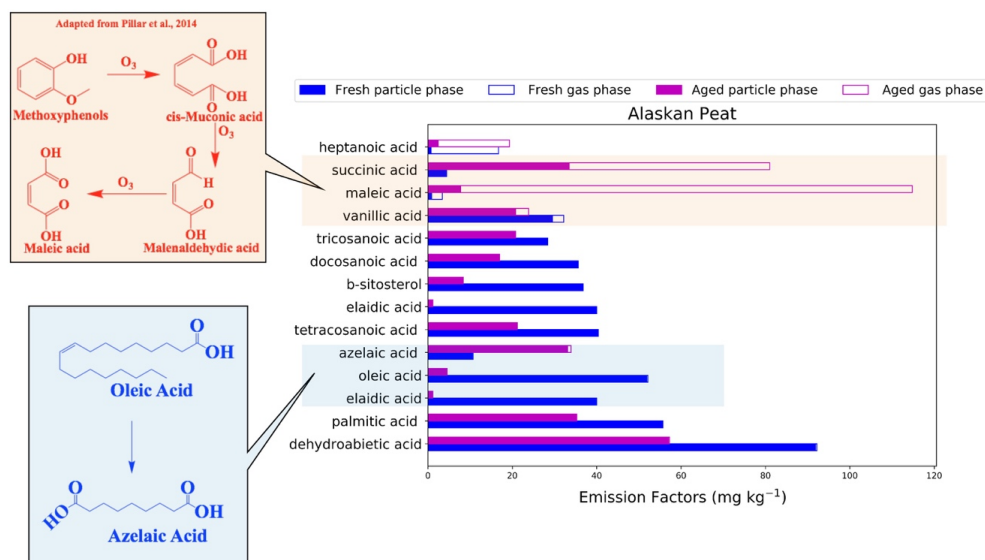 Adapted from Pillar et al., 2014
OH
O
Methoxyphenols
O3
O
OH
OH
O
cis-Muconic acid
O3
O
H
O
OH
Malenaldehydic acid
O3
OH
O
O
OH
Maleic acid
O
OH
Oleic Acid
O
HO
O
OH
Azelaic Acid
Fresh particle phase
Fresh gas phase
Aged particle phase
Aged gas phase
Alaskan Peat
heptanoic acid
succinic acid
maleic acid
vanillic acid
tricosanoic acid
docosanoic acid
b-sitosterol
elaidic acid
tetracosanoic acid
azelaic acid
oleic acid
elaidic acid
palmitic acid
dehydroabietic acid
0 20 40 60 80 100 120
Emission Factors (mg kg⁻¹)